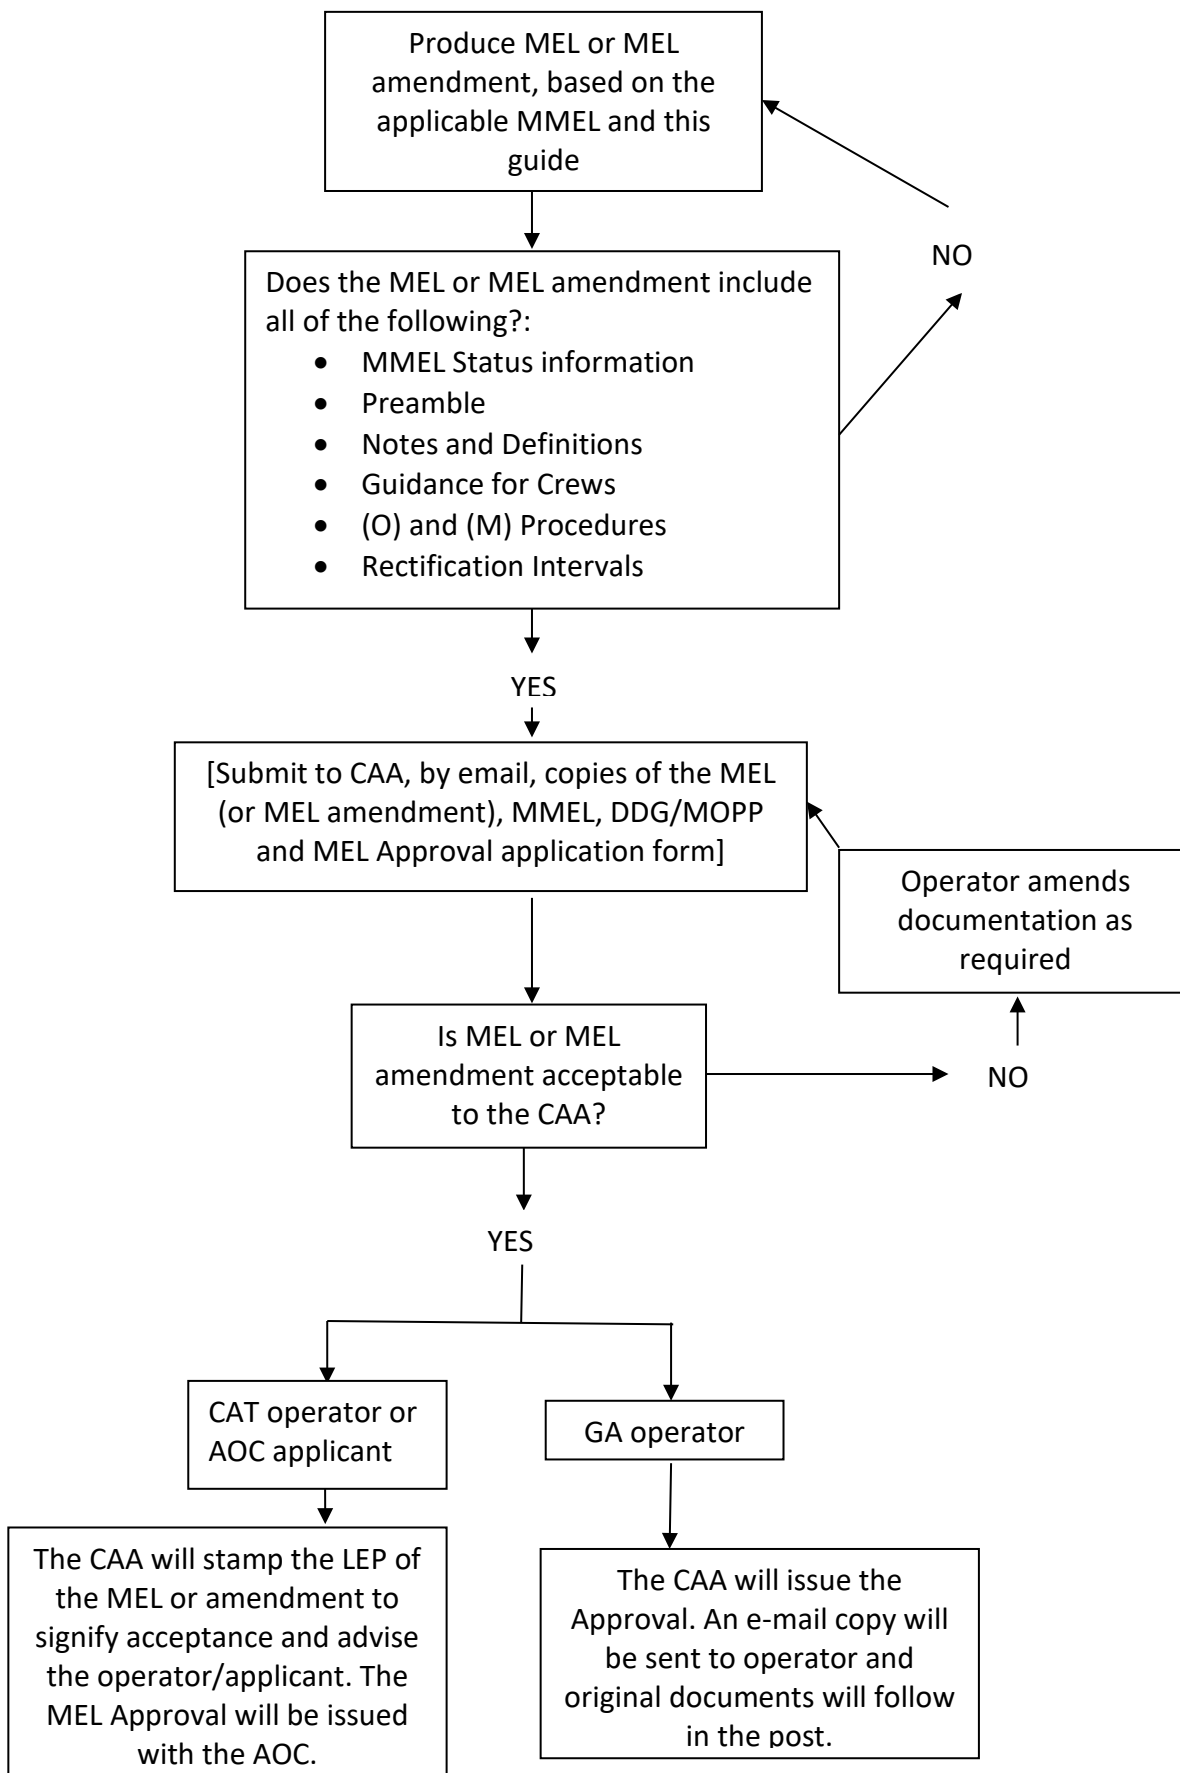 Produce MEL or MEL
amendment, based on the
applicable MMEL and this
guide
NO
Does the MEL or MEL amendment include
all of the following?:
• MMEL Status information
• Preamble
• Notes and Definitions
• Guidance for Crews
• (O) and (M) Procedures
• Rectification Intervals
YES
[Submit to CAA, by email, copies of the MEL
(or MEL amendment), MMEL, DDG/MOPP
and MEL Approval application form]
Operator amends
documentation as
required
Is MEL or MEL
amendment acceptable
to the CAA?
NO
YES
CAT operator or
AOC applicant
GA operator
The CAA will stamp the LEP of
the MEL or amendment to
signify acceptance and advise
the operator/applicant. The
MEL Approval will be issued
with the AOC.
The CAA will issue the
Approval. An e-mail copy will
be sent to operator and
original documents will follow
in the post.